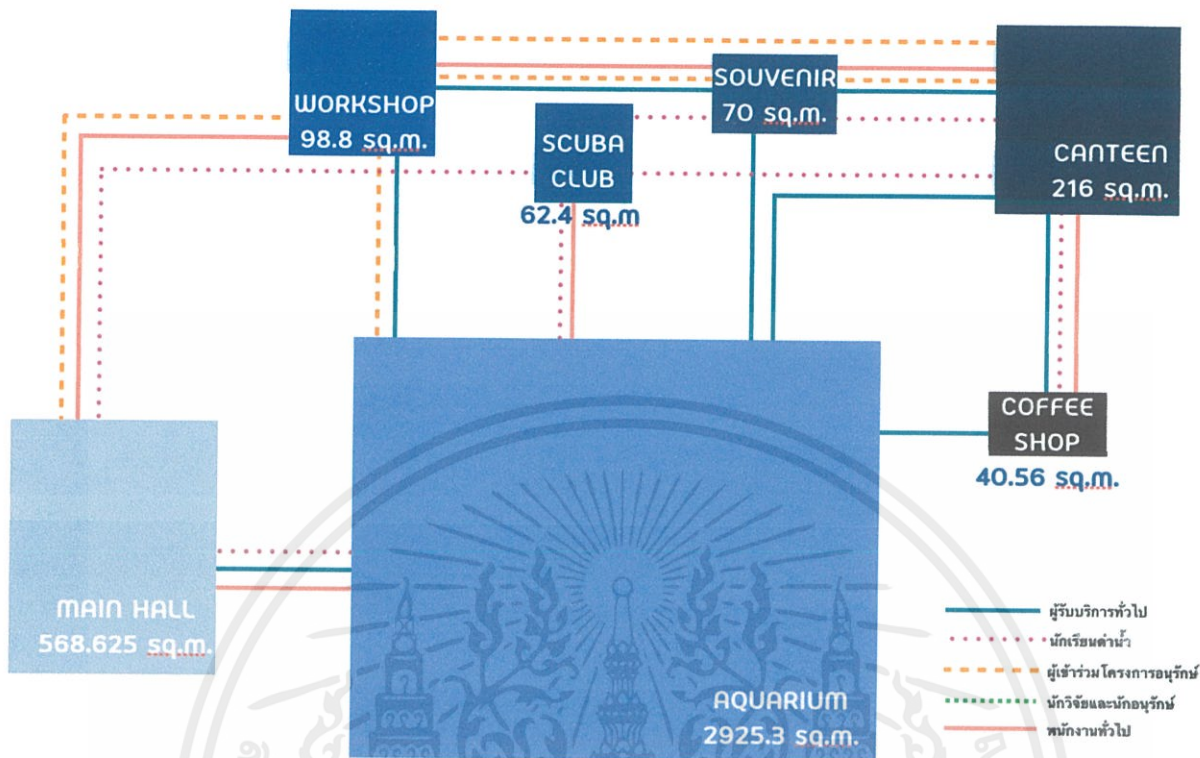 WORKSHOP
98.8 sq.m.
SCUBA
CLUB
62.4 sq.m
SOUVENIR
70 sq.m.
CANTEEN
216 sq.m.
COFFEE
SHOP
40.56 sq.m.
MAIN HALL
568.625 sq.m.
AQUARIUM
2925.3 sq.m.
ผู้รับบริการทั่วไป
นักเรียนดำน้ำ
ผู้เข้าร่วมโครงการอนุรักษ์
นักวิจัยและนักอนุรักษ์
พนักงานทั่วไป